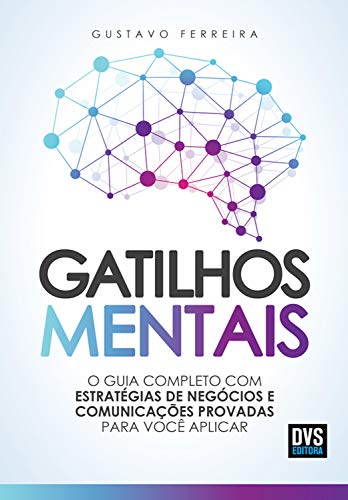 GUSTAVO FERREIRA
GATILHOS
MENTAIS
O GUIA COMPLETO COM
ESTRATÉGIAS DE NEGÓCIOS E
COMUNICAÇÕES PROVADAS
PARA VOCÊ APLICAR
DVS
EDITORA